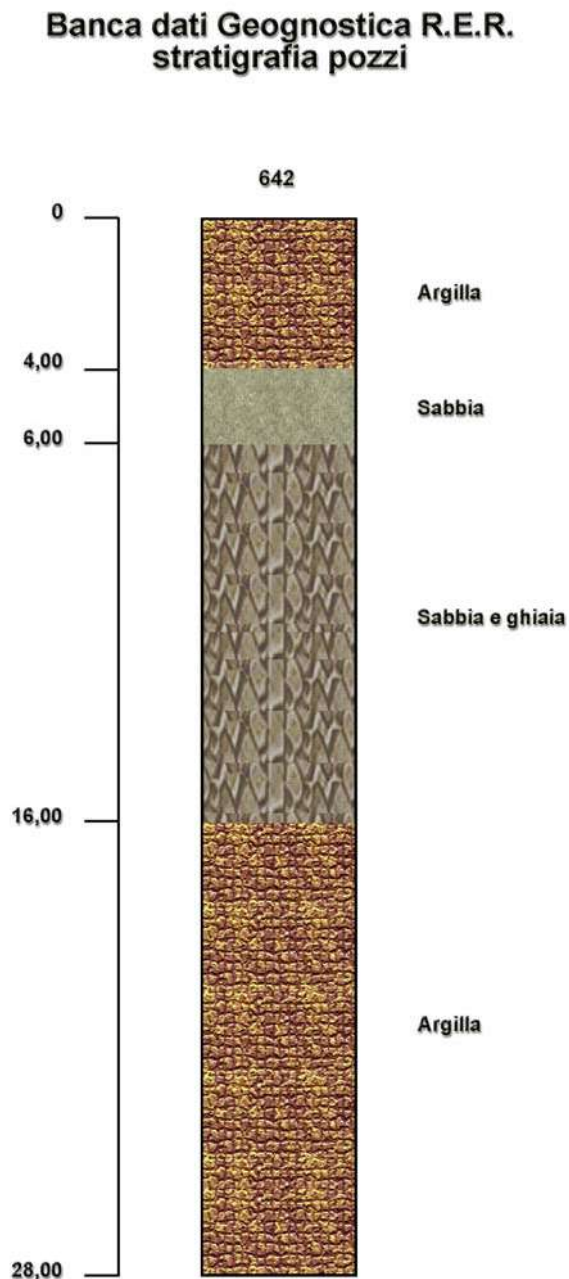 Banca dati Geognostica R.E.R.
stratigrafia pozzi
642
0
Argilla
4,00
Sabbia
6,00
Sabbia e ghiaia
16,00
Argilla
28,00